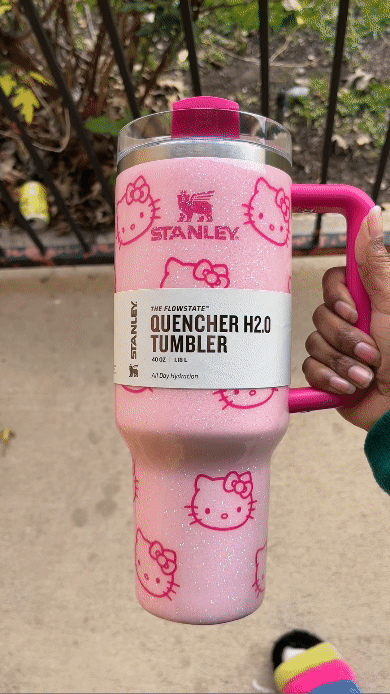 STANLEY
STANLEY
THE FLOWSTATE™
QUENCHER H2.0
TUMBLER
40 OZ | 1.18 L
All Day Hydration